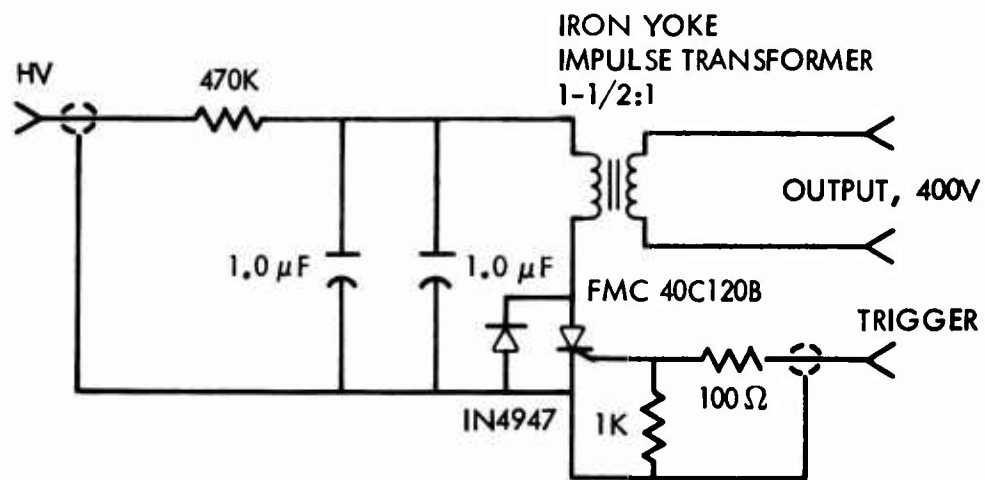 IRON YOKE
IMPULSE TRANSFORMER
1-1/2:1
HV
470K
OUTPUT, 400V
1.0 µF
1.0 µF
FMC 40C120B
TRIGGER
100 Ω
IN4947
1K